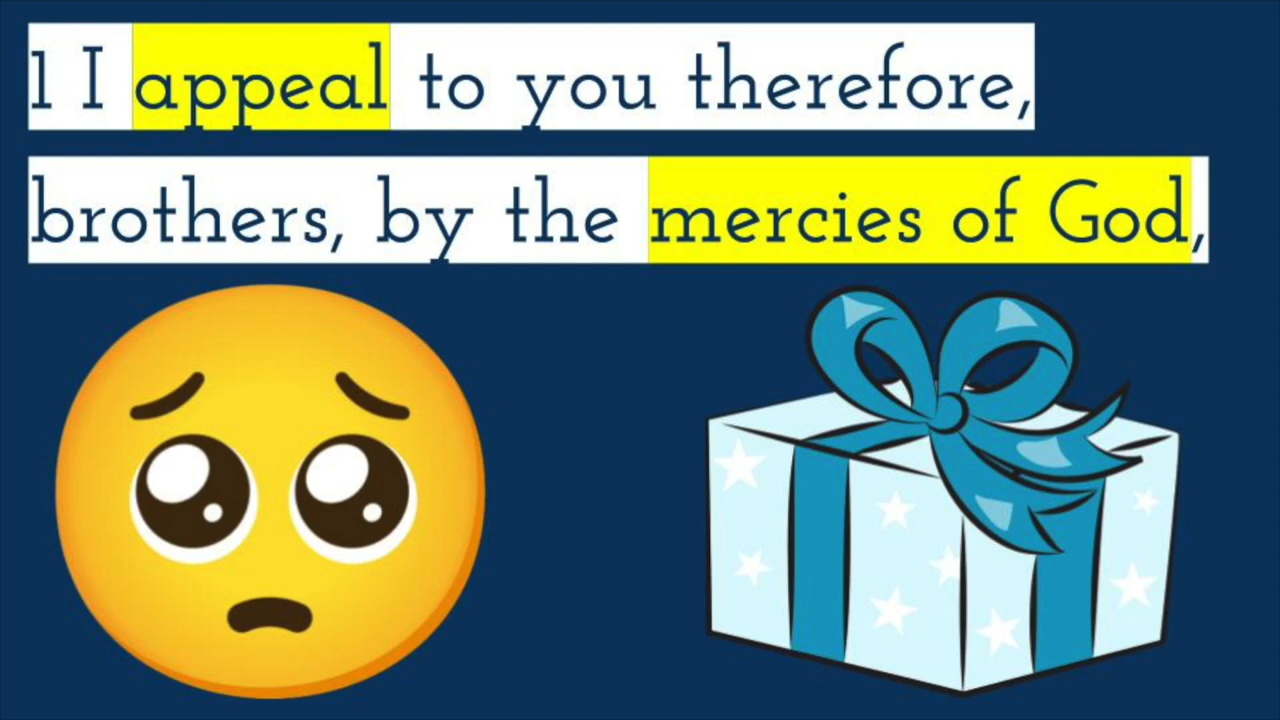 1 I appeal to you therefore,
brothers, by the mercies of God,